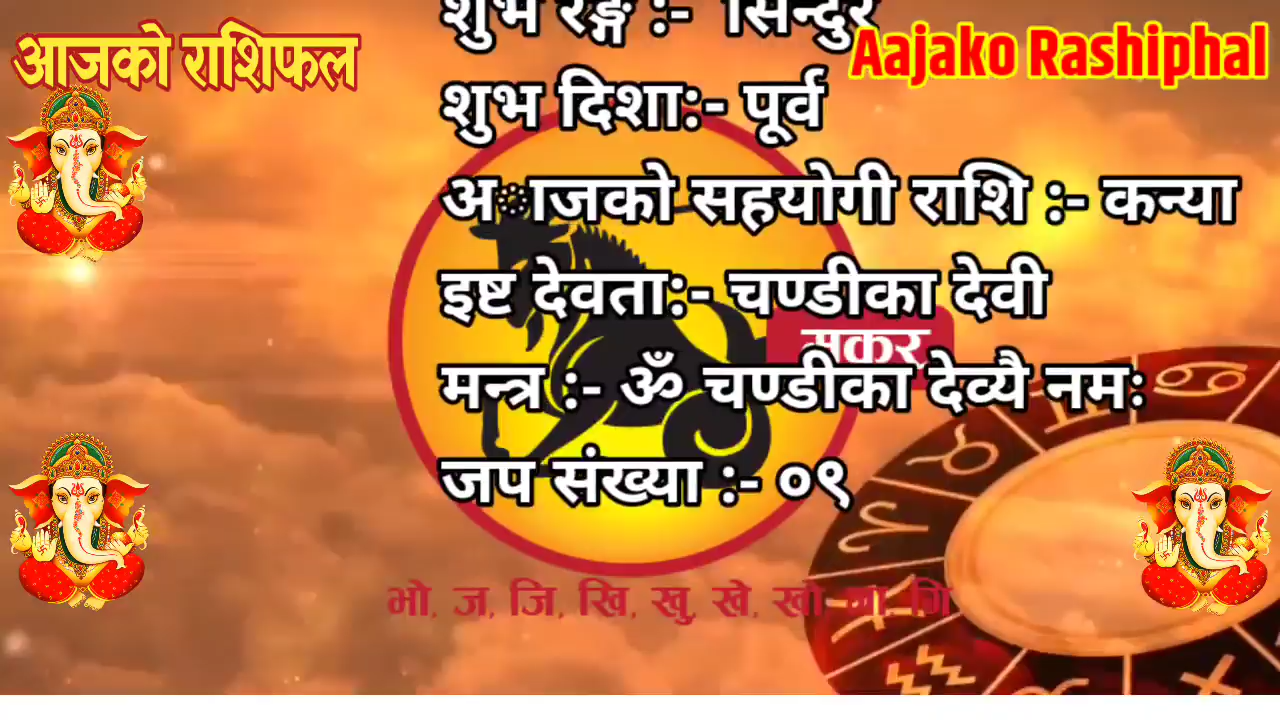 शुभ रङ्ग :- सिन्दुर
आजको राशिफल
Aajako Rashiphal
शुभ दिशा:- पूर्व
अाजको सहयोगी राशि :- कन्या
इष्ट देवता:- चण्डीका देवी
मकर
मन्त्र :- ॐ चण्डीका देव्यै नमः
जप संख्या :- ०९
भो, ज, जि, खि, खु, खे, खो, गा, गि